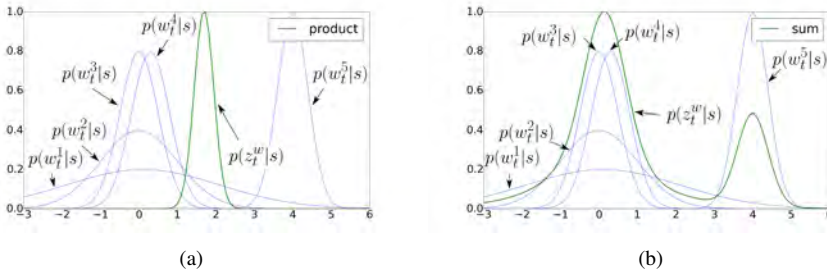 1.0
0.8
0.6
0.4
0.2
0.0
−3 −2 −1 0 1 2 3 4 5 6
product
p(w_t^4|s)
p(w_t^3|s)
p(w_t^5|s)
p(w_t^2|s)
p(w_t^1|s)
p(z_t^w|s)
(a)
1.0
0.8
0.6
0.4
0.2
0.0
−3 −2 −1 0 1 2 3 4 5 6
sum
p(w_t^3|s)
p(w_t^4|s)
p(w_t^5|s)
p(z_t^w|s)
p(w_t^2|s)
p(w_t^1|s)
(b)